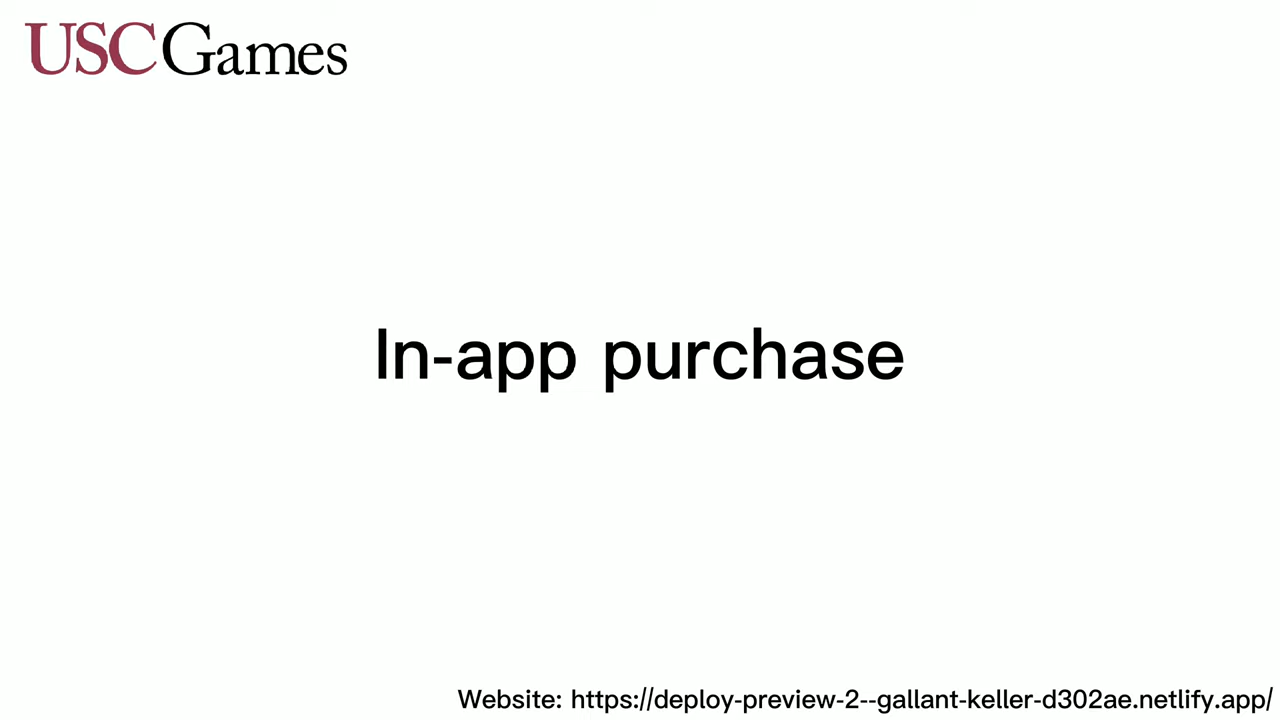 USC Games
In-app purchase
Website: https://deploy-preview-2--gallant-keller-d302ae.netlify.app/